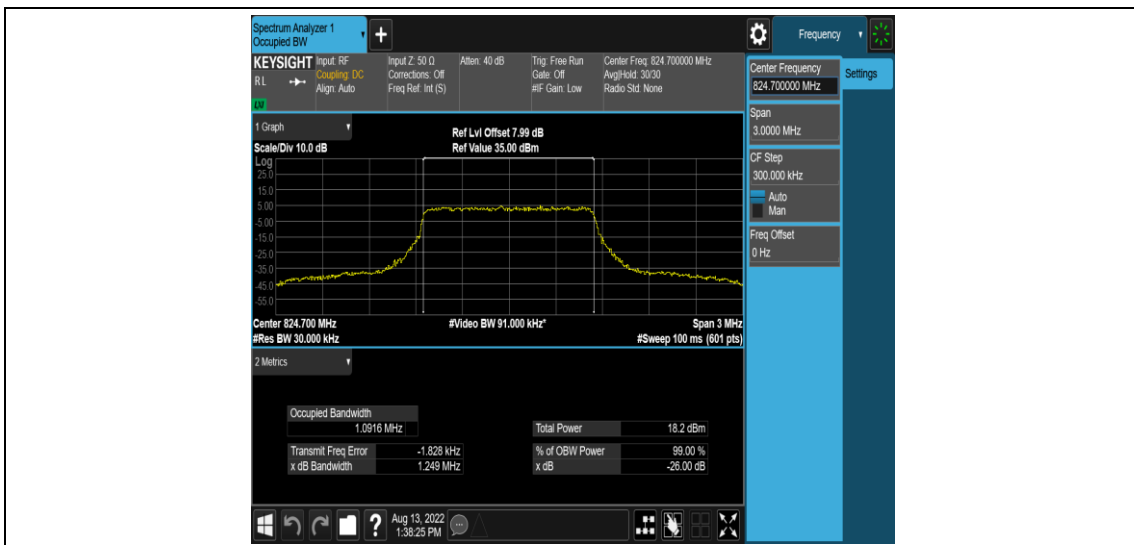 Spectrum Analyzer 1
Occupied BW
+
Frequency
KEYSIGHT
RL
LXI
Input: RF
Coupling: DC
Align: Auto
Input Z: 50 Ω
Corrections: Off
Freq Ref: Int (S)
Atten: 40 dB
Trig: Free Run
Gate: Off
#IF Gain: Low
Center Freq: 824.700000 MHz
Avg|Hold: 30/30
Radio Std: None
Center Frequency
824.700000 MHz
Settings
Span
3.0000 MHz
CF Step
300.000 kHz
Auto
Man
Freq Offset
0 Hz
1 Graph
Scale/Div 10.0 dB
Ref Lvl Offset 7.99 dB
Ref Value 35.00 dBm
Log
25.0
15.0
5.00
-5.00
-15.0
-25.0
-35.0
-45.0
-55.0
Center 824.700 MHz
#Res BW 30.000 kHz
#Video BW 91.000 kHz*
Span 3 MHz
#Sweep 100 ms (601 pts)
2 Metrics
Occupied Bandwidth
1.0916 MHz
Total Power 18.2 dBm
Transmit Freq Error -1.828 kHz
% of OBW Power 99.00 %
x dB Bandwidth 1.249 MHz
x dB -26.00 dB
?
Aug 13, 2022
1:38:25 PM